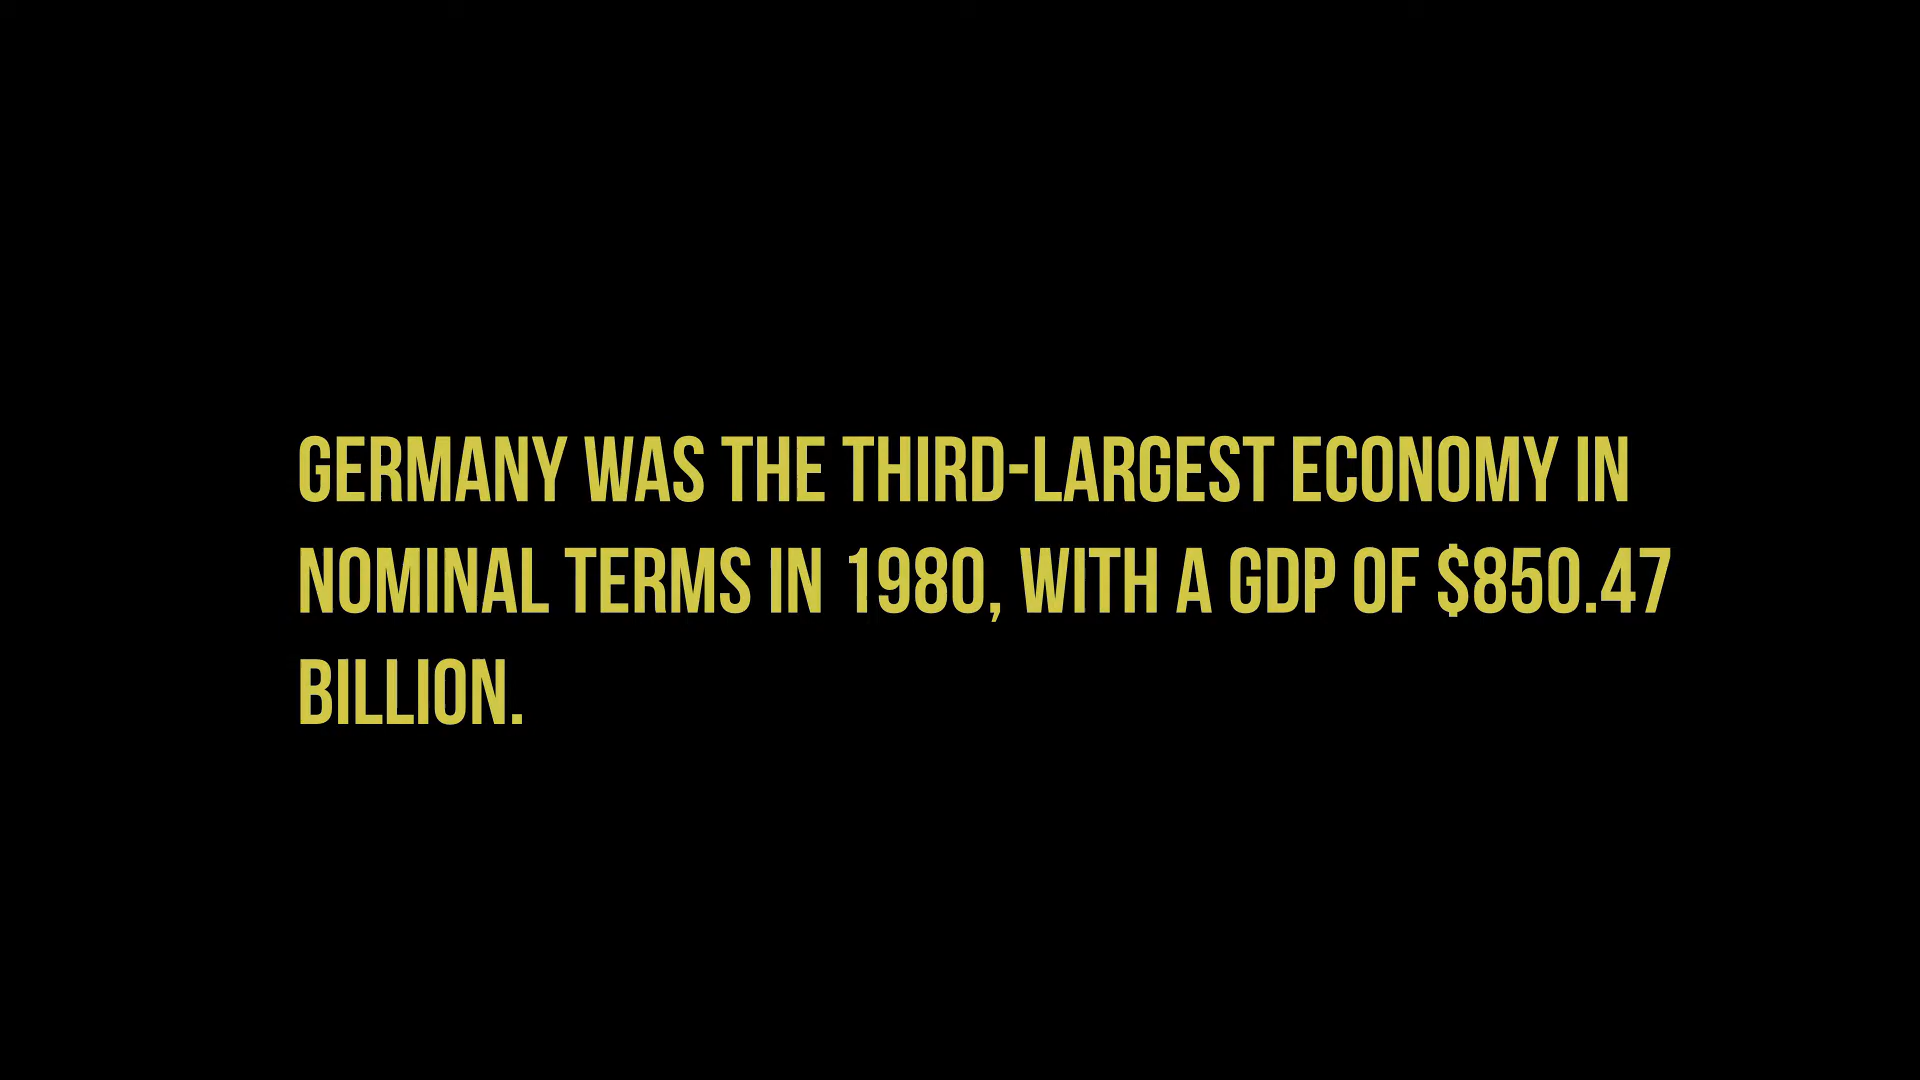 GERMANY WAS THE THIRD-LARGEST ECONOMY IN
NOMINAL TERMS IN 1980, WITH A GDP OF $850.47
BILLION.